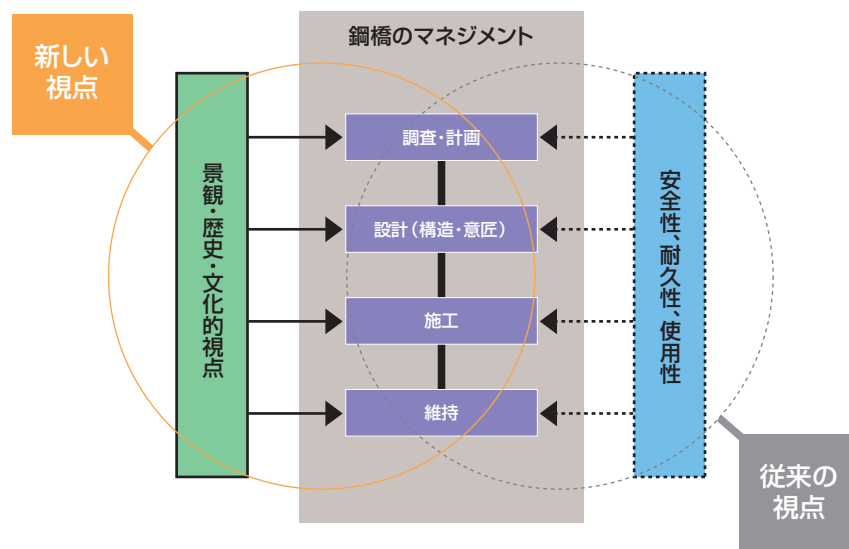 新しい
視点
鋼橋のマネジメント
景観・歴史・文化的視点
調査・計画
設計（構造・意匠）
施工
維持
安全性、耐久性、使用性
従来の
視点